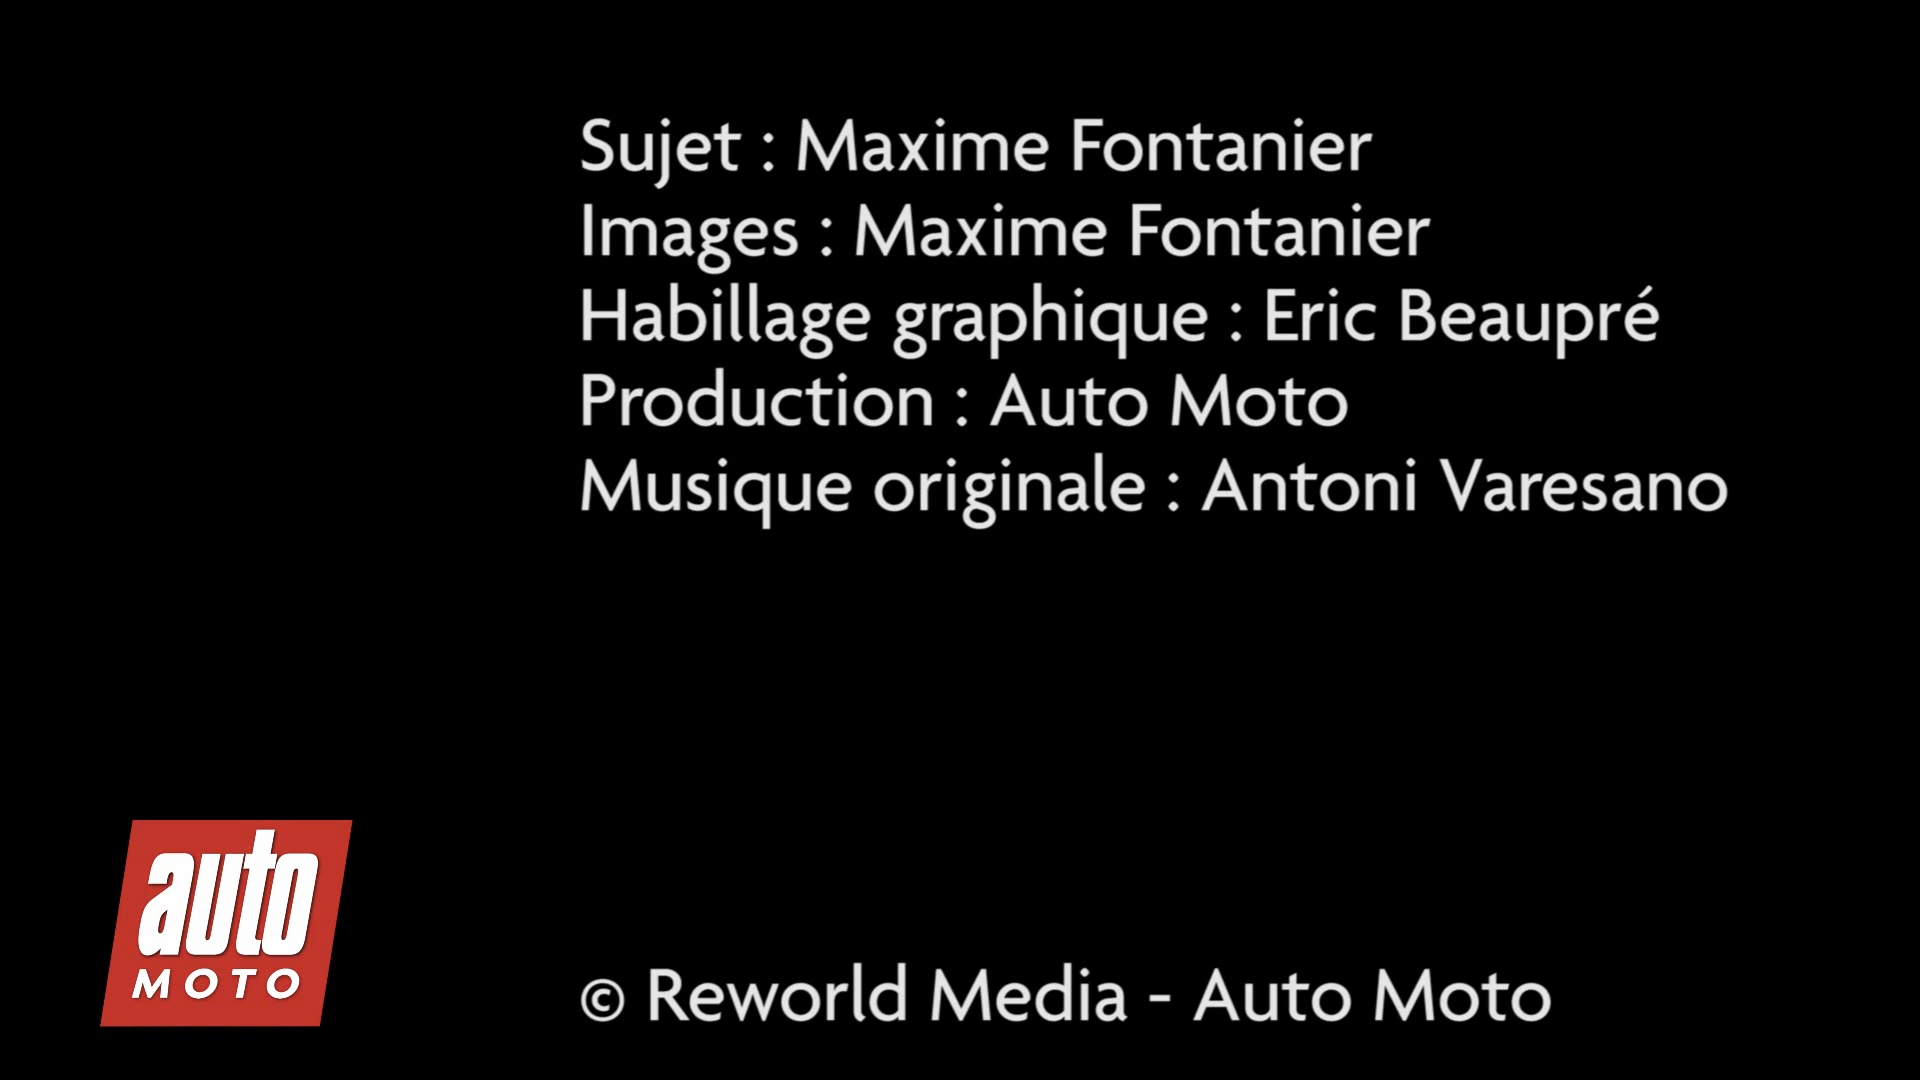 Sujet : Maxime Fontanier
Images : Maxime Fontanier
Habillage graphique : Eric Beaupré
Production : Auto Moto
Musique originale : Antoni Varesano
auto
MOTO
© Reworld Media - Auto Moto